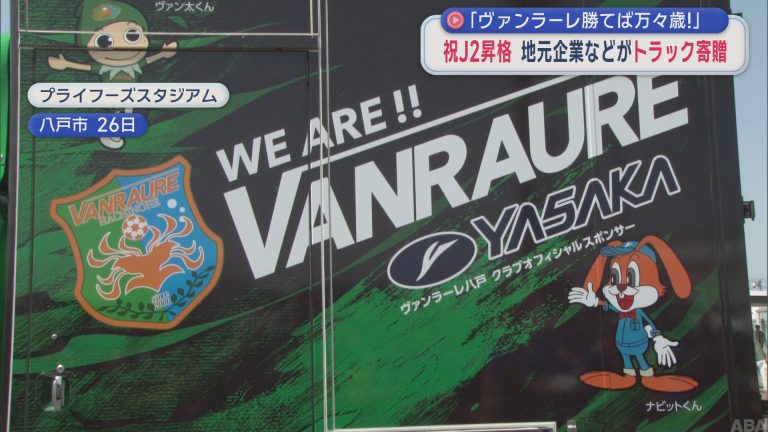 ヴァン太くん
「ヴァンラーレ勝てば万々歳!」
祝J2昇格 地元企業などがトラック寄贈
プライフーズスタジアム
八戸市 26日
WE ARE!!
VANRAURE
VANRAURE
HACHINOHE
YASAKA
ヴァンラーレ八戸 クラブオフィシャルスポンサー
ナビットくん
ABA